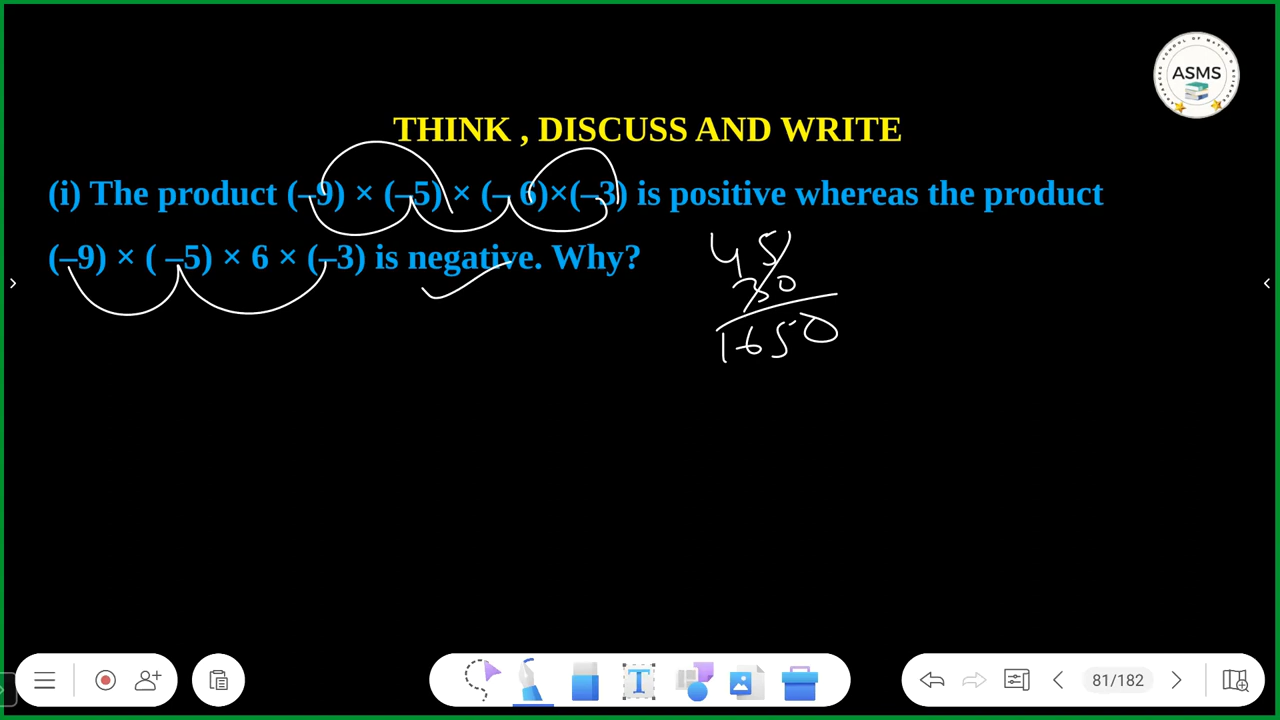 ASMS
THINK , DISCUSS AND WRITE
(i) The product (–9) × (–5) × (– 6)×(–3) is positive whereas the product
(–9) × ( –5) × 6 × (–3) is negative. Why?
45
30
1650
81/182